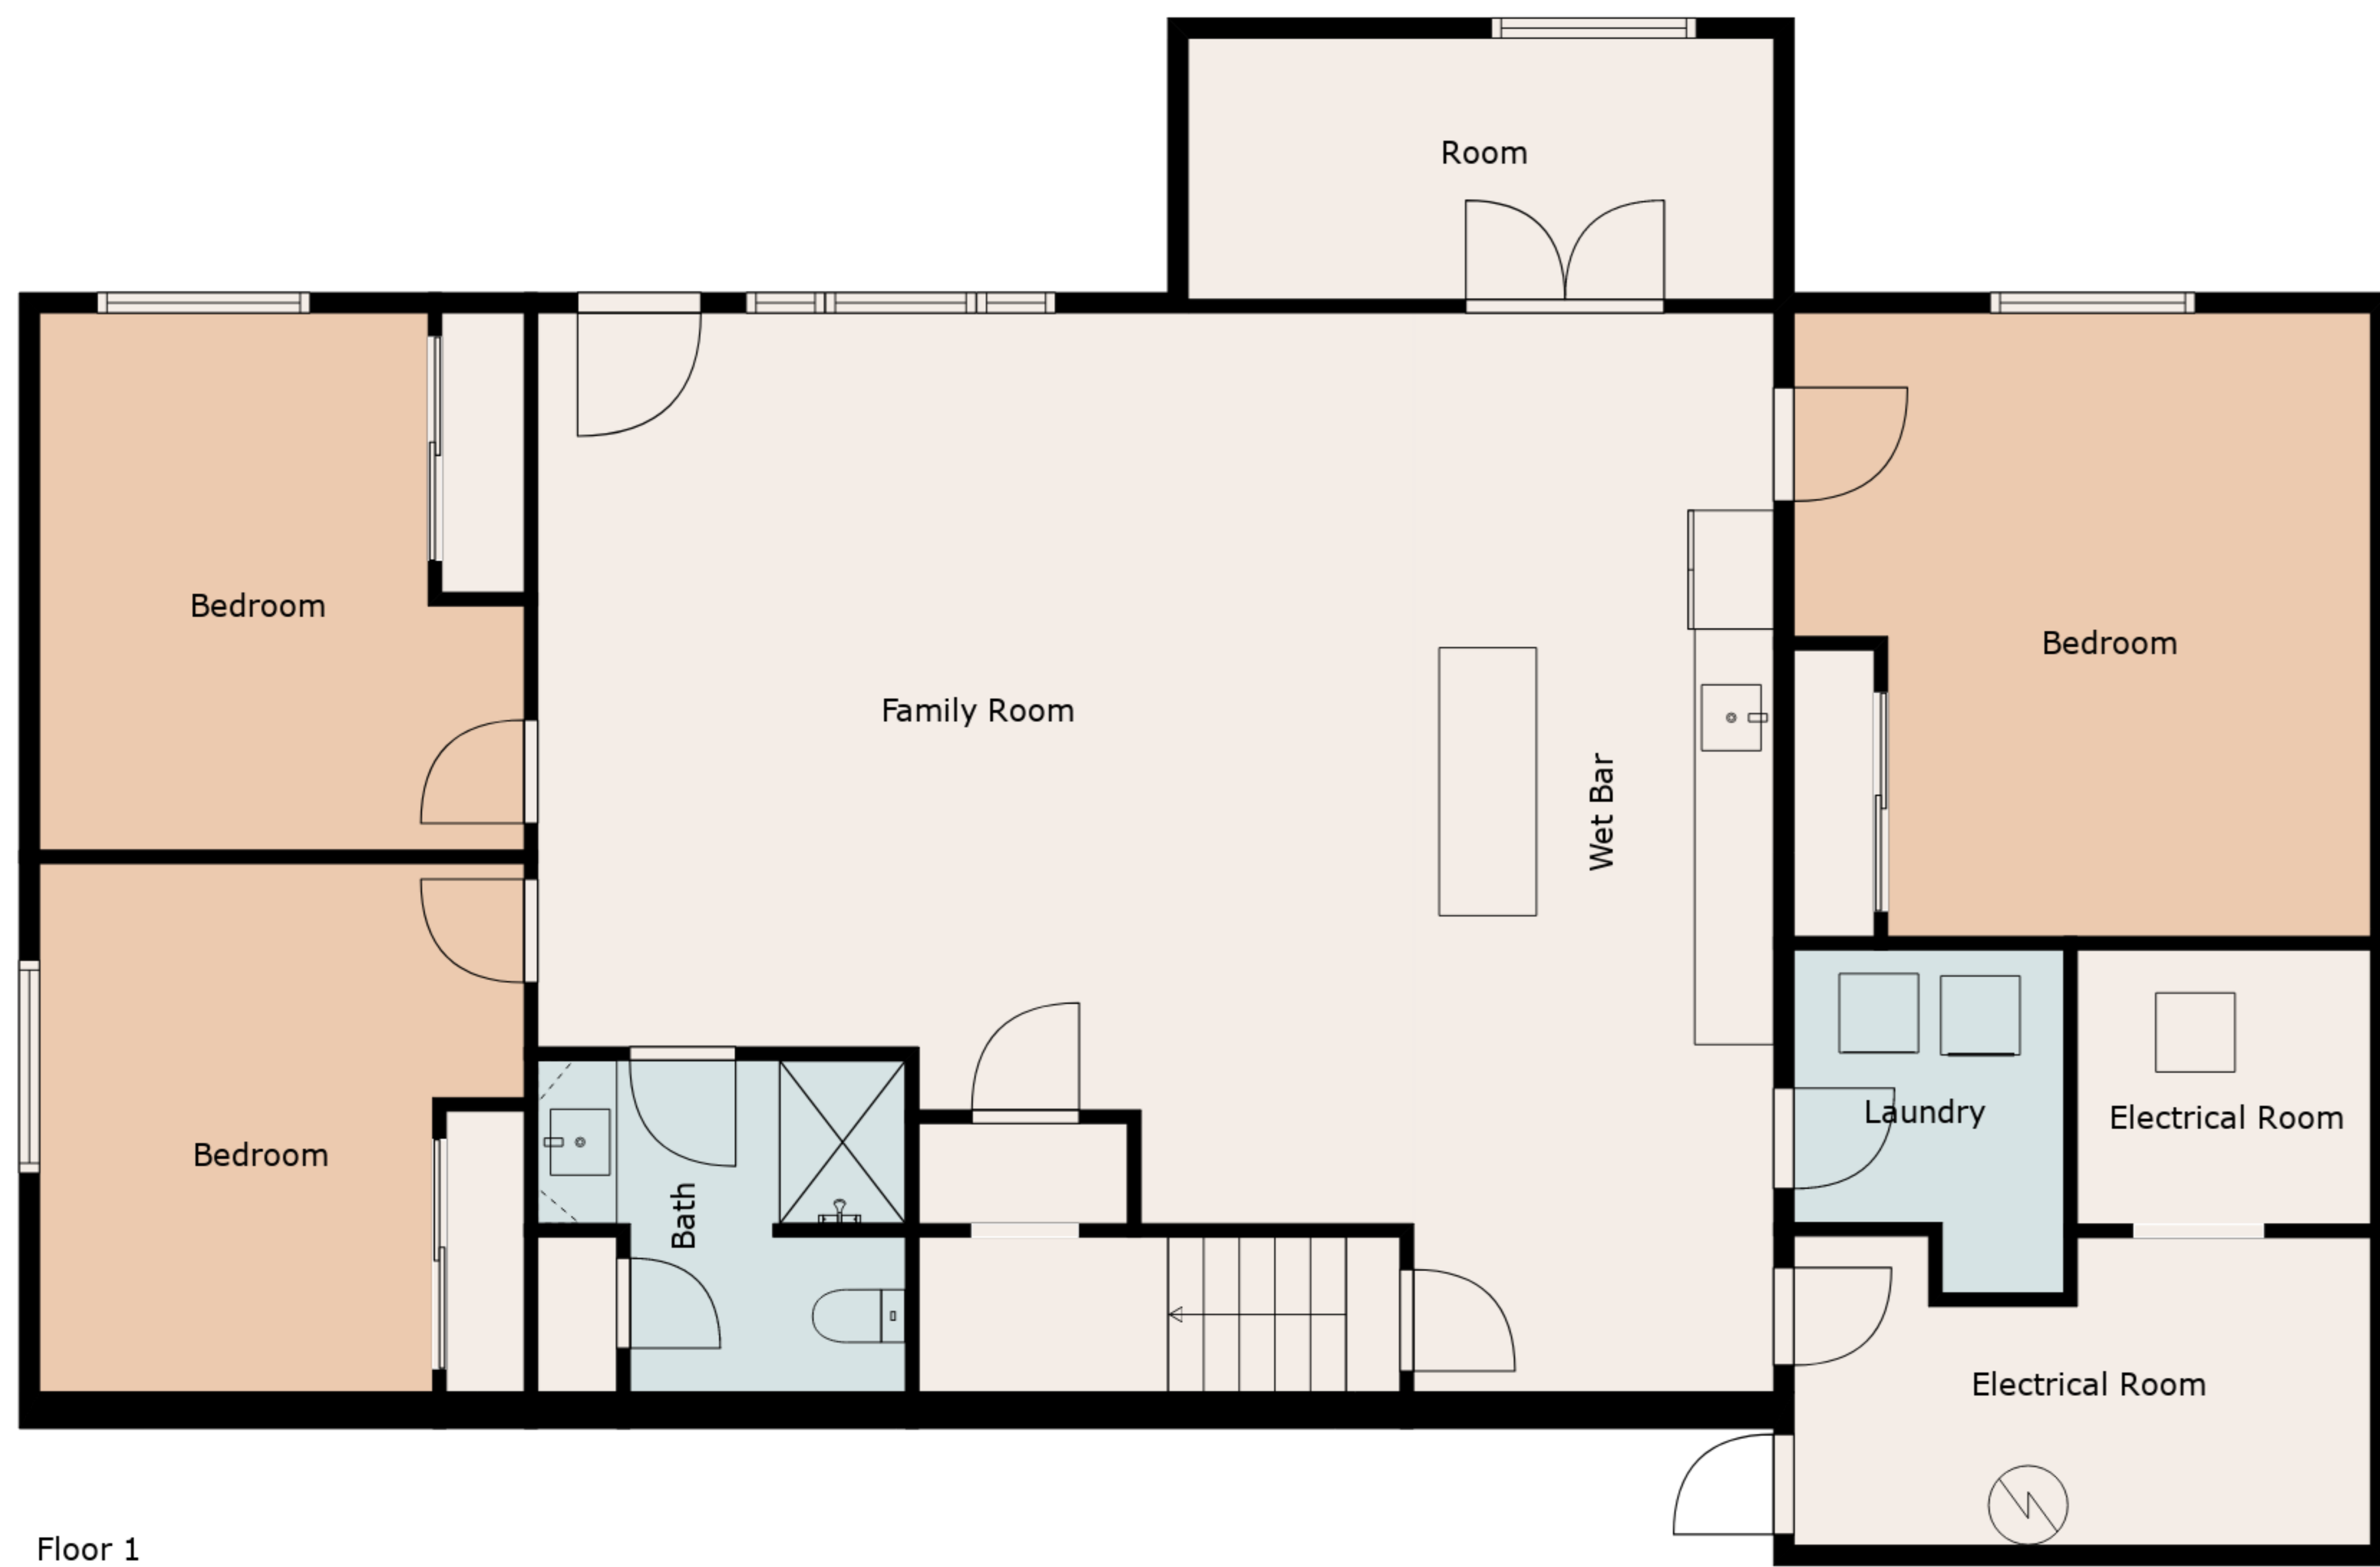 Room
Bedroom
Bedroom
Family Room
Wet Bar
Laundry
Electrical Room
Bedroom
Bath
Electrical Room
Floor 1